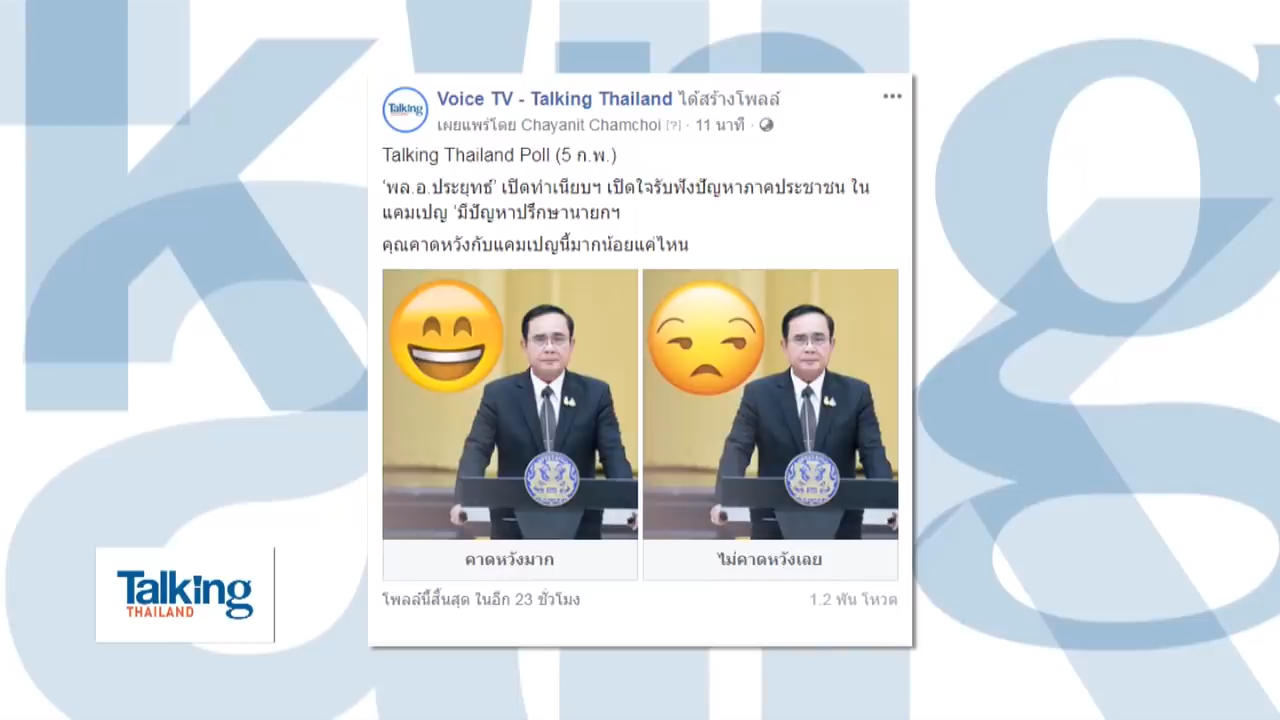 Voice TV - Talking Thailand ได้สร้างโพลล์
เผยแพร่โดย Chayanit Chamchoi [?] · 11 นาที ·
Talking Thailand Poll (5 ก.พ.)
‘พล.อ.ประยุทธ์’ เปิดทำเนียบฯ เปิดใจรับฟังปัญหาภาคประชาชน ใน
แคมเปญ ‘มีปัญหาปรึกษานายกฯ
คุณคาดหวังกับแคมเปญนี้มากน้อยแค่ไหน
คาดหวังมาก
ไม่คาดหวังเลย
โพลล์นี้สิ้นสุด ในอีก 23 ชั่วโมง
1.2 พัน โหวต
Talking
Talking
THAILAND